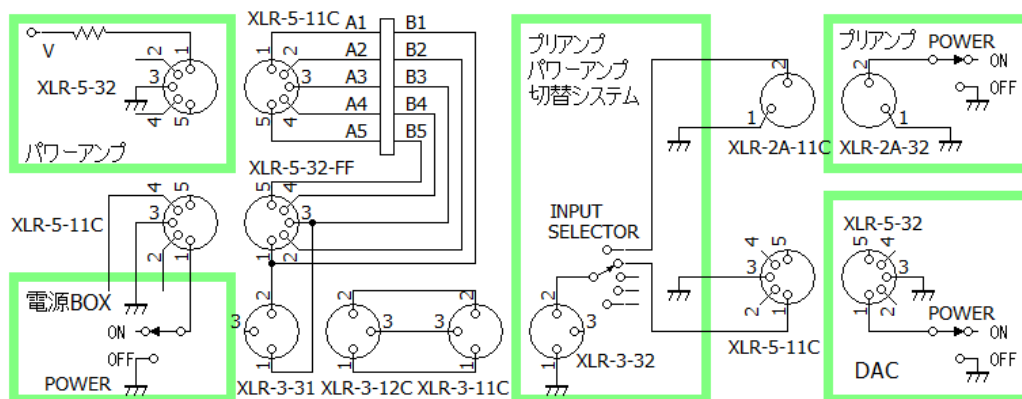 V
XLR-5-32
2
1
3
4
5
パワーアンプ
XLR-5-11C
1
2
3
5
4
A1
B1
A2
B2
A3
B3
A4
B4
A5
B5
XLR-5-32-FF
5
4
3
1
2
XLR-5-11C
4
5
3
2
1
電源BOX
ON
OFF
POWER
2
3
1
XLR-3-31
2
3
1
XLR-3-12C
2
3
1
XLR-3-11C
プリアンプ
パワーアンプ
切替システム
INPUT
SELECTOR
2
3
1
XLR-3-32
2
1
XLR-2A-11C
プリアンプ
POWER
ON
OFF
2
1
XLR-2A-32
4
5
3
2
1
XLR-5-11C
XLR-5-32
5
4
3
1
2
POWER
ON
OFF
DAC